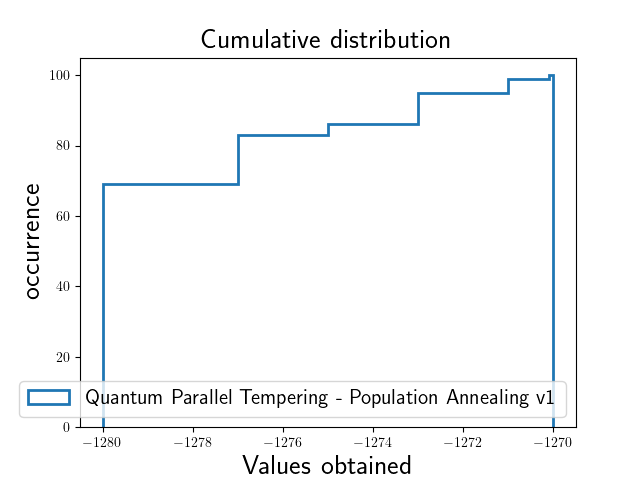 Cumulative distribution
100
80
60
40
20
0
occurrence
Quantum Parallel Tempering - Population Annealing v1
−1280 −1278 −1276 −1274 −1272 −1270
Values obtained